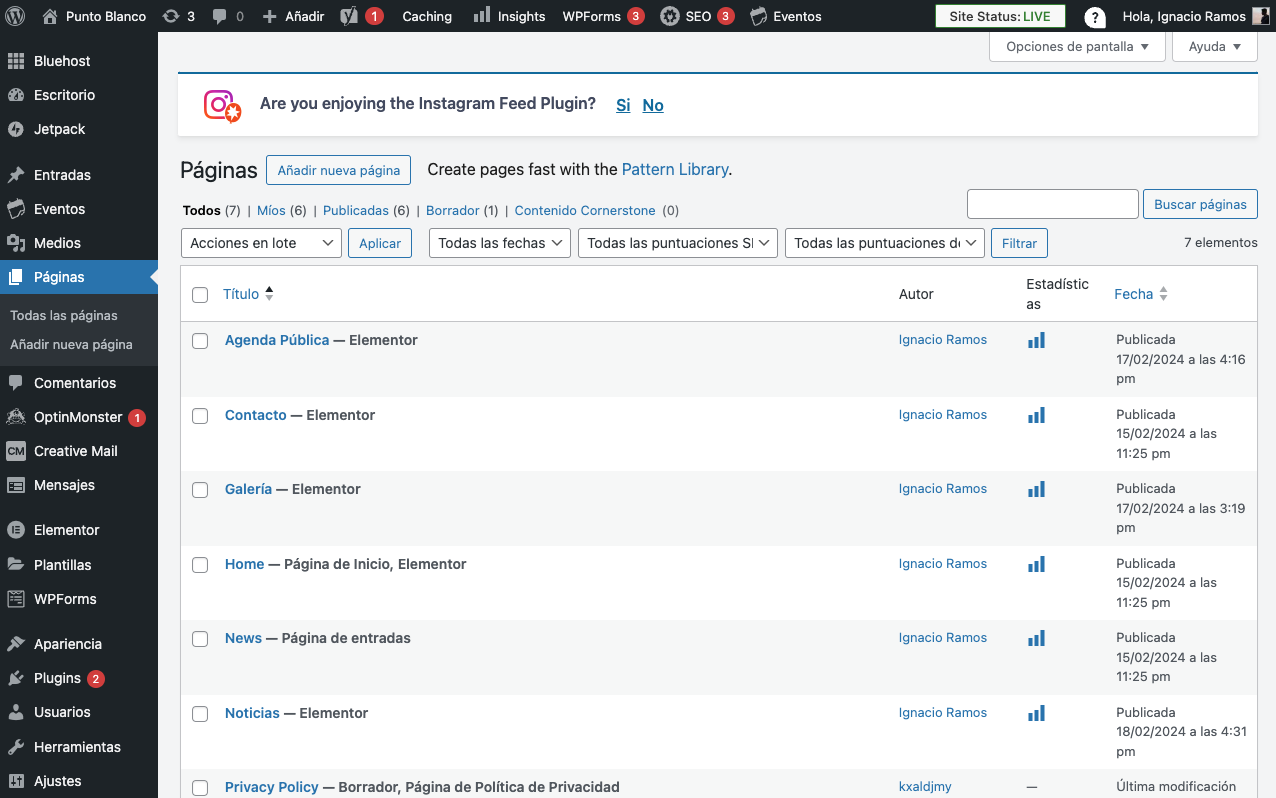 Punto Blanco 3 0 Añadir 1 Caching Insights WPForms 3 SEO 3 Eventos Site Status: LIVE ? Hola, Ignacio Ramos
Bluehost
Escritorio
Jetpack
Entradas
Eventos
Medios
Páginas
Todas las páginas
Añadir nueva página
Comentarios
OptinMonster 1
CM Creative Mail
Mensajes
Elementor
Plantillas
WPForms
Apariencia
Plugins 2
Usuarios
Herramientas
Ajustes
Opciones de pantalla Ayuda
Are you enjoying the Instagram Feed Plugin? Si No
Páginas Añadir nueva página Create pages fast with the Pattern Library.
Todos (7) | Míos (6) | Publicadas (6) | Borrador (1) | Contenido Cornerstone (0)
Buscar páginas
Acciones en lote Aplicar Todas las fechas Todas las puntuaciones Todas las puntuaciones Filtrar 7 elementos
Título Autor Estadístic
as Fecha
Agenda Pública — Elementor Ignacio Ramos Publicada
17/02/2024 a las 4:16
pm
Contacto — Elementor Ignacio Ramos Publicada
15/02/2024 a las
11:25 pm
Galería — Elementor Ignacio Ramos Publicada
17/02/2024 a las 3:19
pm
Home — Página de Inicio, Elementor Ignacio Ramos Publicada
15/02/2024 a las
11:25 pm
News — Página de entradas Ignacio Ramos Publicada
15/02/2024 a las
11:25 pm
Noticias — Elementor Ignacio Ramos Publicada
18/02/2024 a las 4:31
pm
Privacy Policy — Borrador, Página de Política de Privacidad kxaldjmy — Última modificación